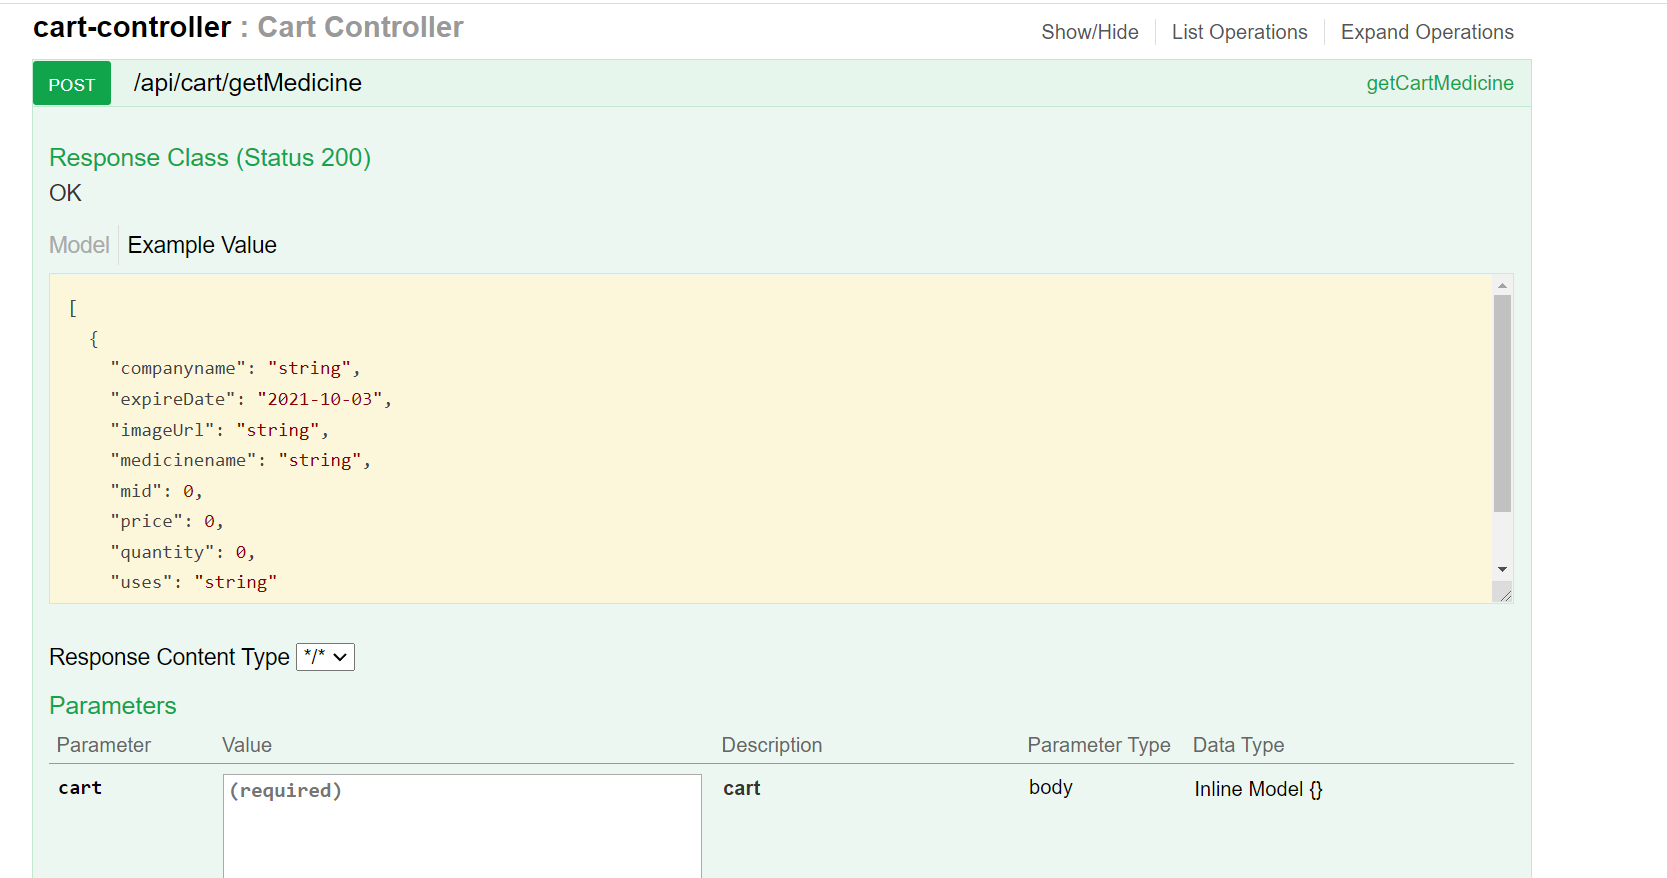 cart-controller : Cart Controller
Show/Hide List Operations Expand Operations
POST /api/cart/getMedicine getCartMedicine
Response Class (Status 200)
OK
Model Example Value
[
{
"companyname": "string",
"expireDate": "2021-10-03",
"imageUrl": "string",
"medicinename": "string",
"mid": 0,
"price": 0,
"quantity": 0,
"uses": "string"
Response Content Type */*
Parameters
Parameter Value Description Parameter Type Data Type
cart (required) cart body Inline Model {}